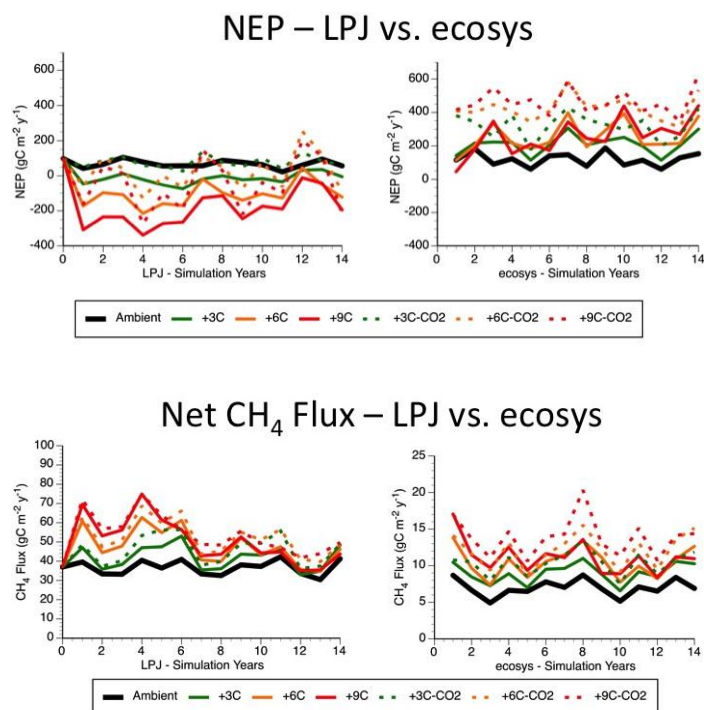 NEP – LPJ vs. ecosys
NEP (gC m⁻² y⁻¹)
600
400
200
0
-200
-400
0 2 4 6 8 10 12 14
LPJ - Simulation Years
NEP (gC m⁻² y⁻¹)
600
400
200
0
-200
-400
0 2 4 6 8 10 12 14
ecosys - Simulation Years
Ambient +3C +6C +9C +3C-CO2 +6C-CO2 +9C-CO2
Net CH₄ Flux – LPJ vs. ecosys
CH₄ Flux (gC m⁻² y⁻¹)
100
90
80
70
60
50
40
30
20
10
0
0 2 4 6 8 10 12 14
LPJ - Simulation Years
CH₄ Flux (gC m⁻² y⁻¹)
25
20
15
10
5
0
0 2 4 6 8 10 12 14
ecosys - Simulation Years
Ambient +3C +6C +9C +3C-CO2 +6C-CO2 +9C-CO2